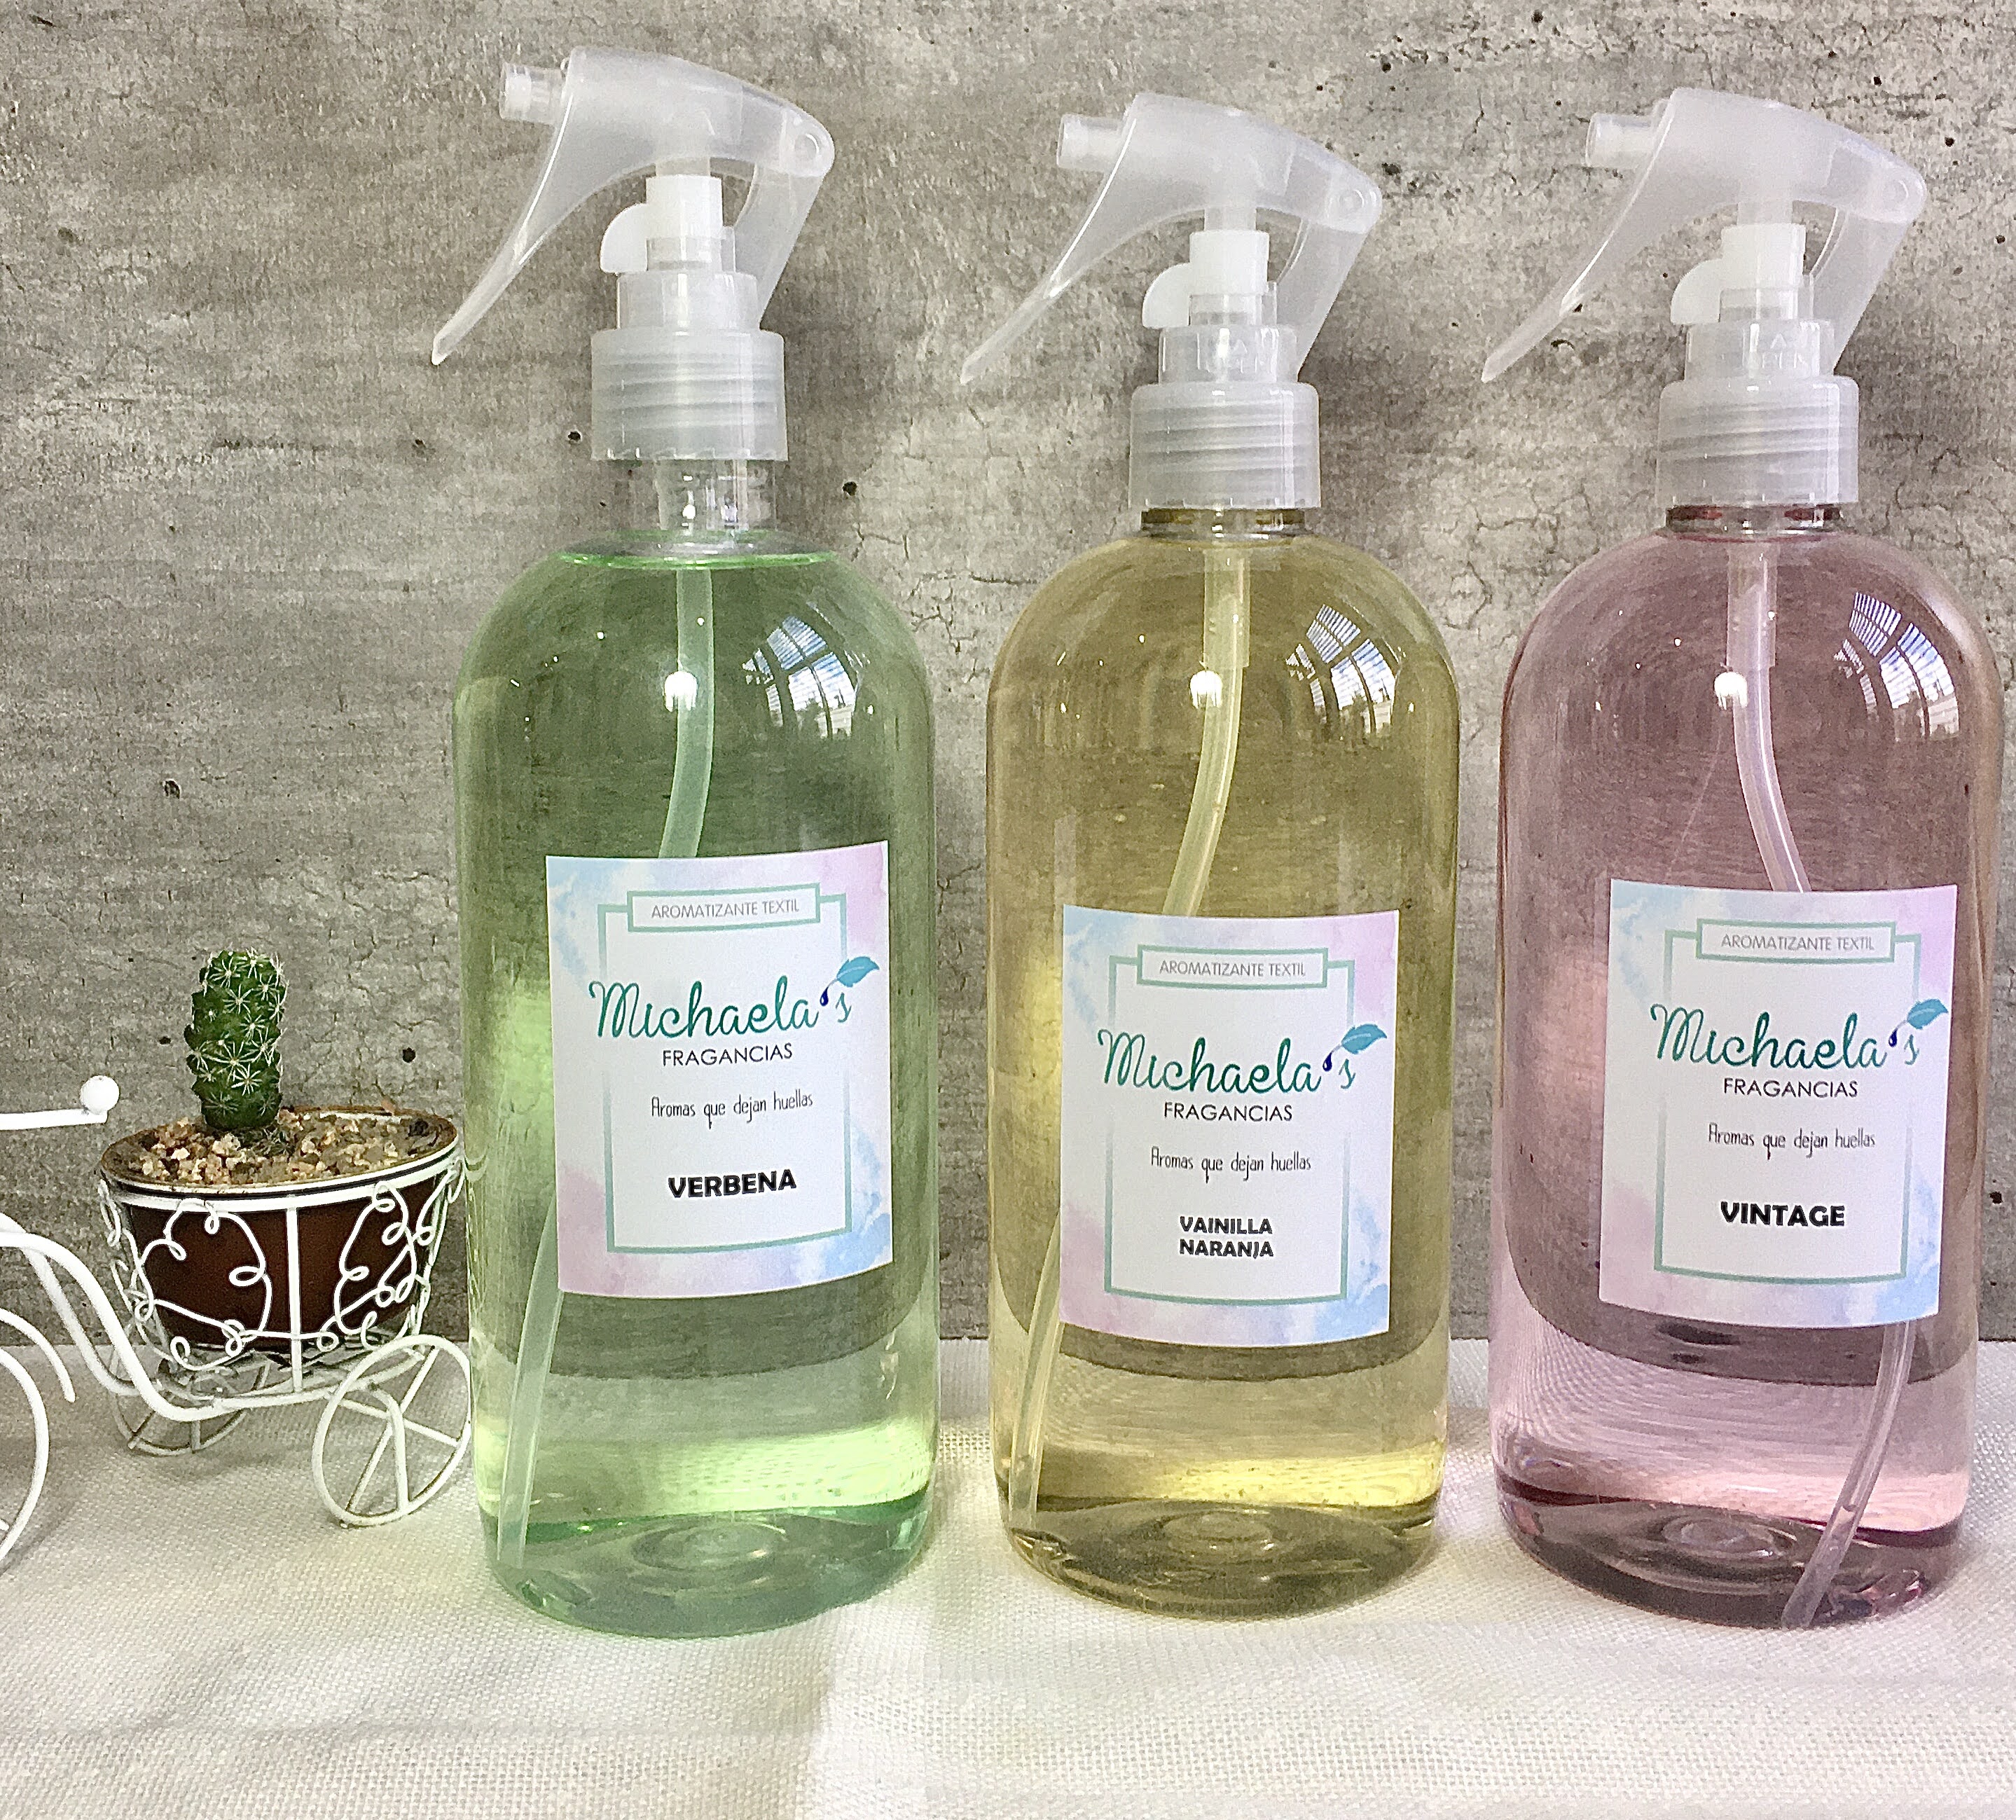 AROMATIZANTE TEXTIL
Michaela's
FRAGANCIAS
Aromas que dejan huellas
VERBENA
AROMATIZANTE TEXTIL
Michaela's
FRAGANCIAS
Aromas que dejan huellas
VAINILLA
NARANJA
AROMATIZANTE TEXTIL
Michaela's
FRAGANCIAS
Aromas que dejan huellas
VINTAGE